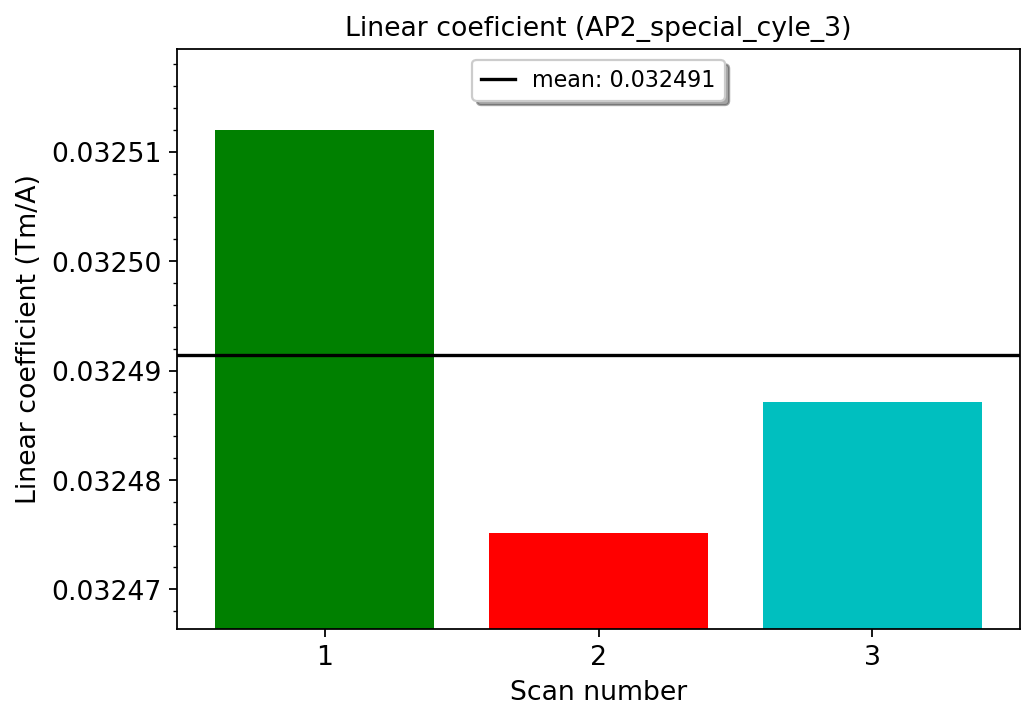 Linear coeficient (AP2_special_cyle_3)
mean: 0.032491
Linear coefficient (Tm/A)
0.03251
0.03250
0.03249
0.03248
0.03247
1 2 3
Scan number